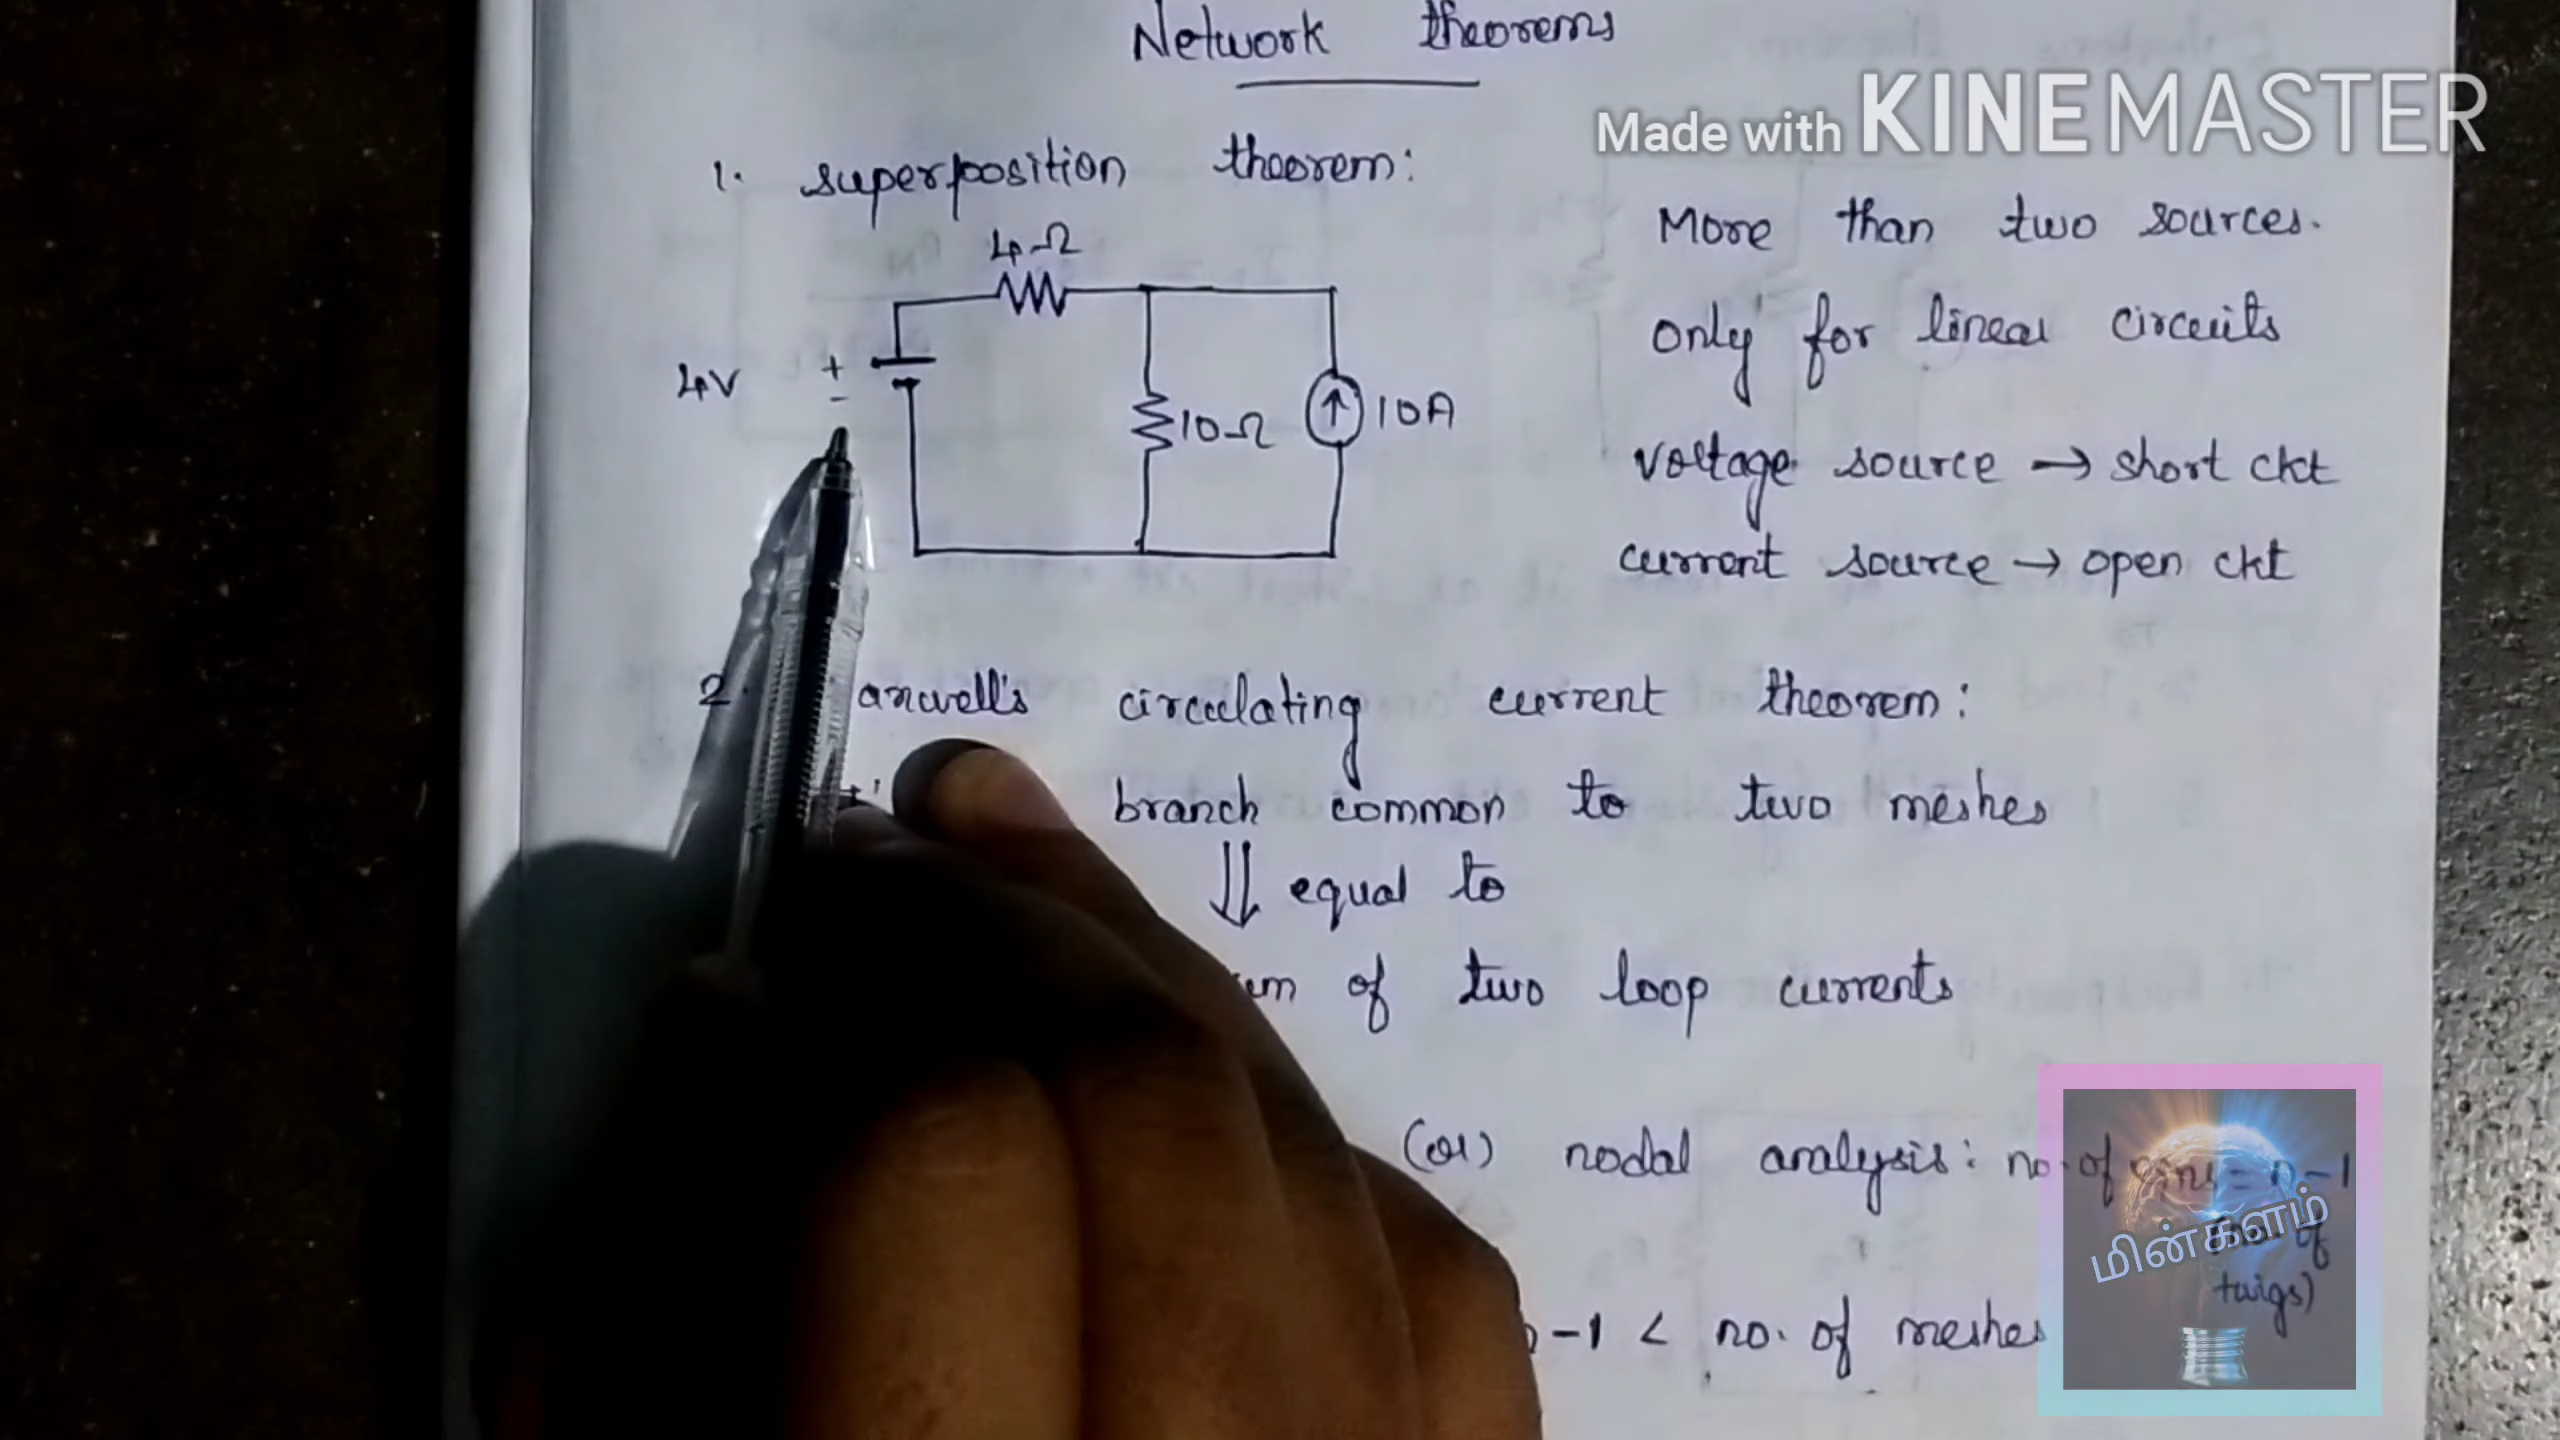 Network theorems
Made with KINEMASTER
1. superposition theorem:
More than two sources.
4Ω
only for linear circuits
4V + -
10Ω
10A
voltage source → short ckt
current source → open ckt
2. axwell's circulating current theorem:
branch common to two meshes
equal to
of two loop currents
(or) nodal analysis: no. of = n-1
மின்களம்
twigs)
-1 < no. of meshes